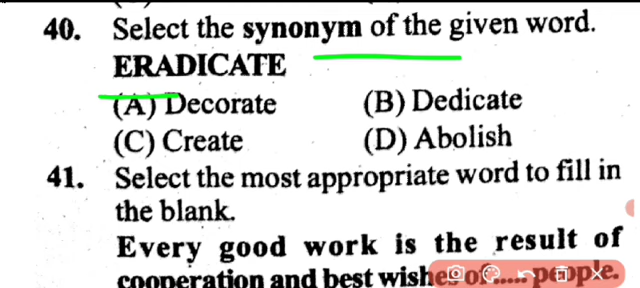 40. Select the synonym of the given word.
ERADICATE
(A) Decorate (B) Dedicate
(C) Create (D) Abolish
41. Select the most appropriate word to fill in
the blank.
Every good work is the result of
cooperation and best wishes of..... people.